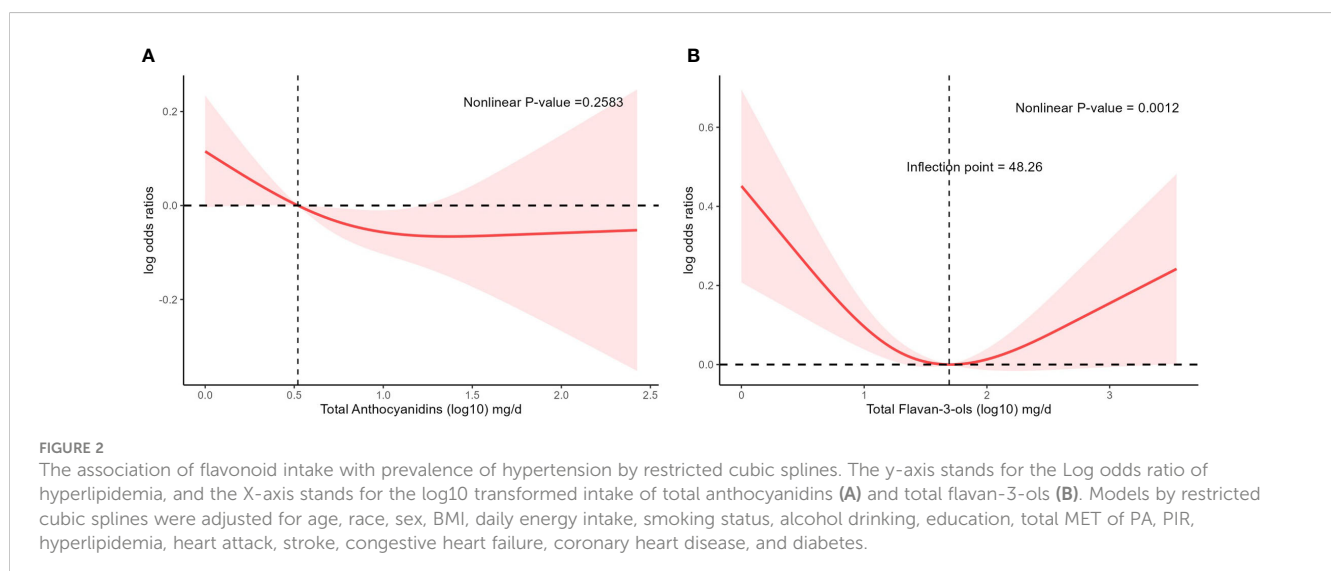 A
B
Nonlinear P-value =0.2583
Nonlinear P-value = 0.0012
Inflection point = 48.26
log odds ratios
0.2
0.0
-0.2
0.0
0.5
1.0
1.5
2.0
2.5
Total Anthocyanidins (log10) mg/d
log odds ratios
0.6
0.4
0.2
0.0
0
1
2
3
Total Flavan-3-ols (log10) mg/d
FIGURE 2
The association of flavonoid intake with prevalence of hypertension by restricted cubic splines. The y-axis stands for the Log odds ratio of
hyperlipidemia, and the X-axis stands for the log10 transformed intake of total anthocyanidins (A) and total flavan-3-ols (B). Models by restricted
cubic splines were adjusted for age, race, sex, BMI, daily energy intake, smoking status, alcohol drinking, education, total MET of PA, PIR,
hyperlipidemia, heart attack, stroke, congestive heart failure, coronary heart disease, and diabetes.